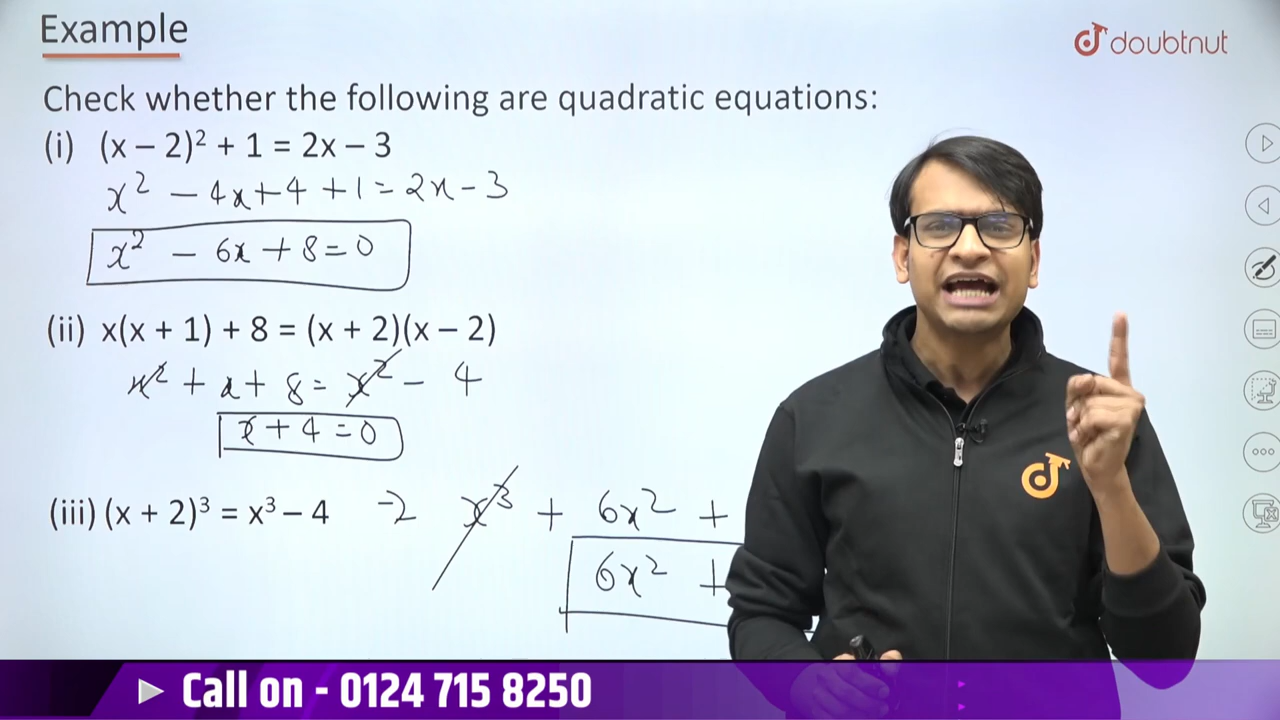 Example
doubtnut
Check whether the following are quadratic equations:
(i) (x – 2)² + 1 = 2x – 3
x² – 4x + 4 + 1 = 2x – 3
x² – 6x + 8 = 0
(ii) x(x + 1) + 8 = (x + 2)(x – 2)
x² + x + 8 = x² – 4
x + 4 = 0
(iii) (x + 2)³ = x³ – 4 x³ + 6x² +
6x² +
Call on - 0124 715 8250